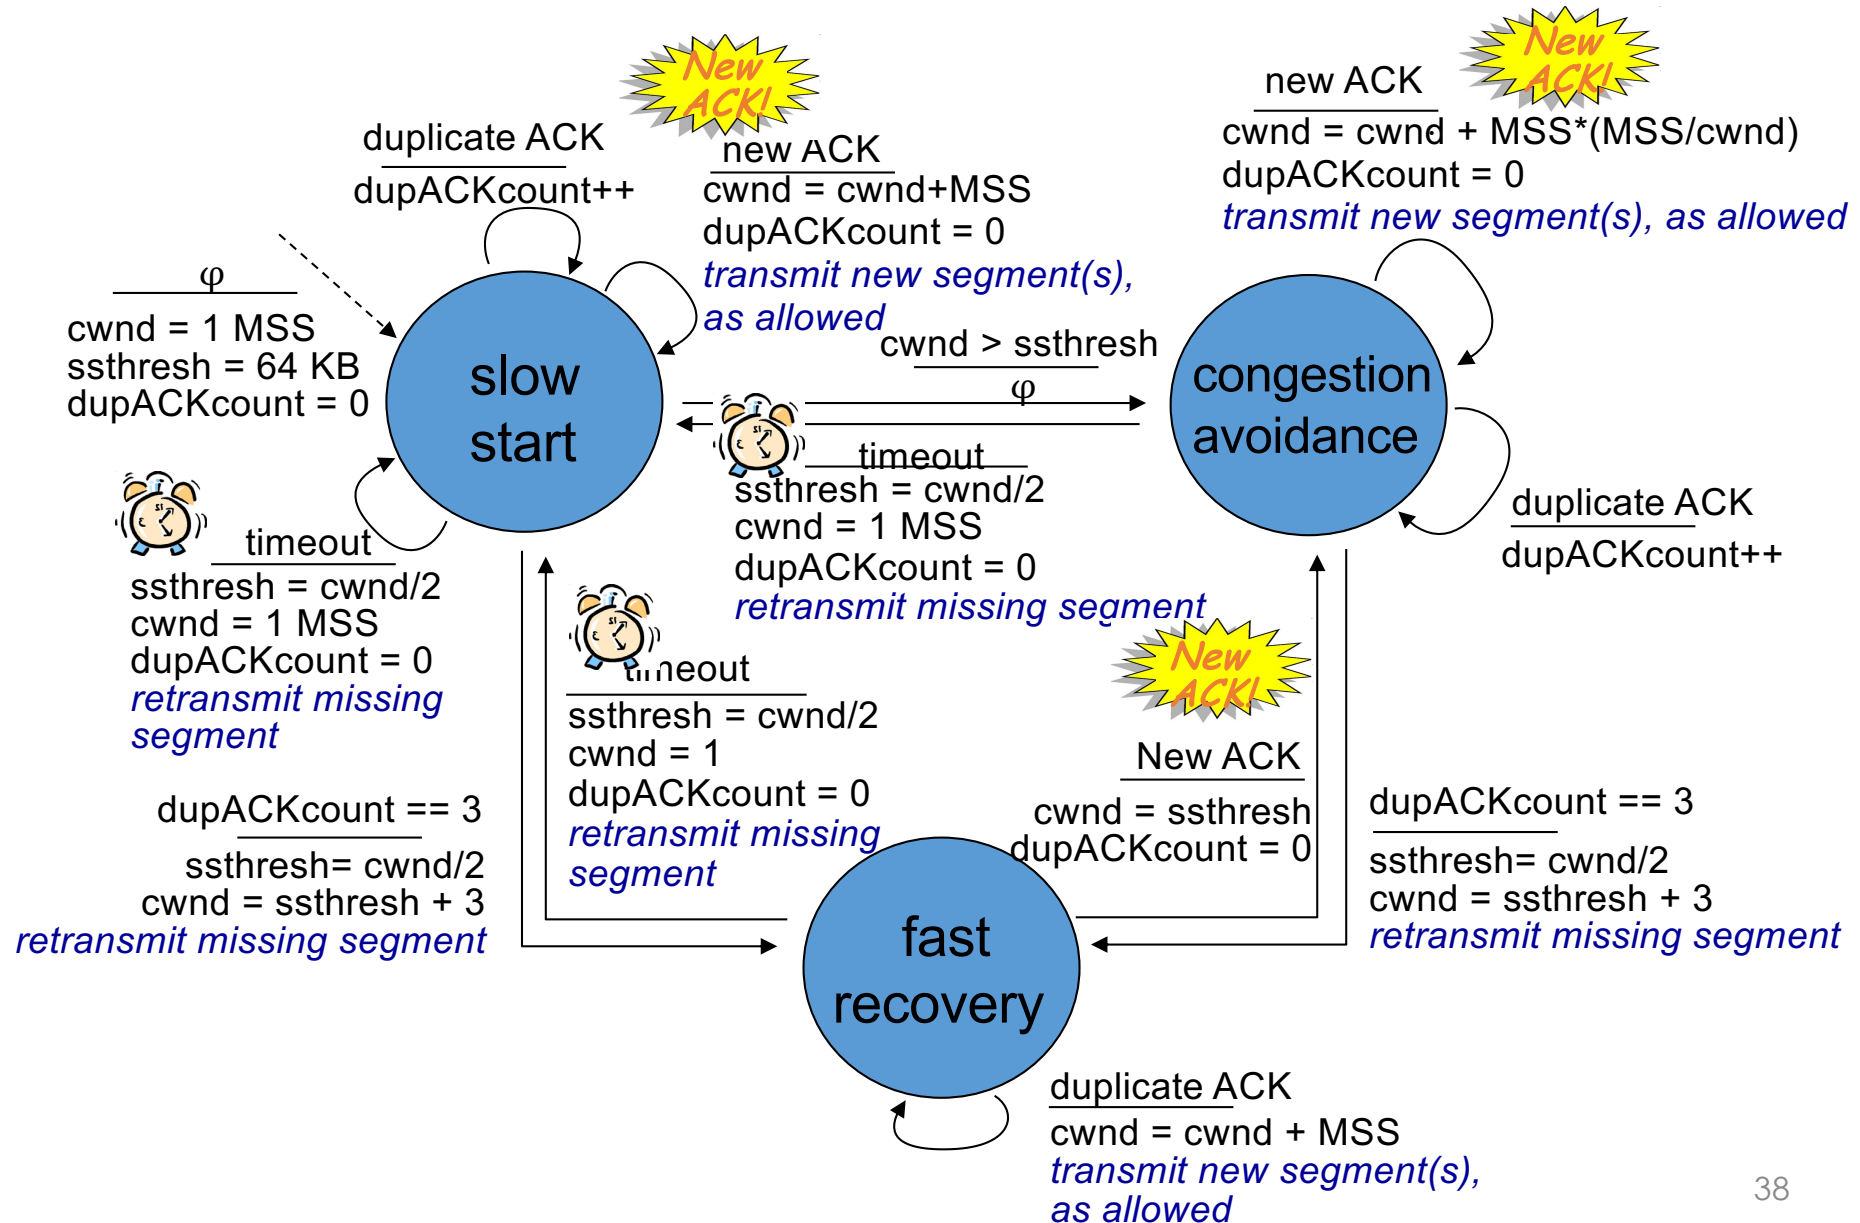 New
ACK!
duplicate ACK
dupACKcount++
new ACK
cwnd = cwnd+MSS
dupACKcount = 0
transmit new segment(s),
as allowed
New
ACK!
new ACK
cwnd = cwnd + MSS*(MSS/cwnd)
dupACKcount = 0
transmit new segment(s), as allowed
φ
cwnd = 1 MSS
ssthresh = 64 KB
dupACKcount = 0
slow
start
cwnd > ssthresh
φ
congestion
avoidance
timeout
ssthresh = cwnd/2
cwnd = 1 MSS
dupACKcount = 0
retransmit missing segment
duplicate ACK
dupACKcount++
timeout
ssthresh = cwnd/2
cwnd = 1 MSS
dupACKcount = 0
retransmit missing
segment
timeout
ssthresh = cwnd/2
cwnd = 1
dupACKcount = 0
retransmit missing
segment
New
ACK!
New ACK
cwnd = ssthresh
dupACKcount = 0
dupACKcount == 3
ssthresh= cwnd/2
cwnd = ssthresh + 3
retransmit missing segment
dupACKcount == 3
ssthresh= cwnd/2
cwnd = ssthresh + 3
retransmit missing segment
fast
recovery
duplicate ACK
cwnd = cwnd + MSS
transmit new segment(s),
as allowed
38